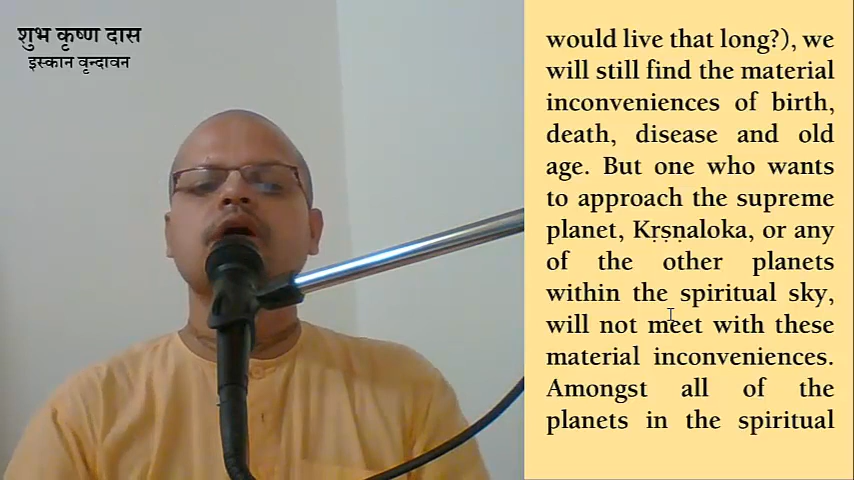 शुभ कृष्ण दास
इस्कान वृन्दावन
would live that long?), we
will still find the material
inconveniences of birth,
death, disease and old
age. But one who wants
to approach the supreme
planet, Kṛṣṇaloka, or any
of the other planets
within the spiritual sky,
will not meet with these
material inconveniences.
Amongst all of the
planets in the spiritual